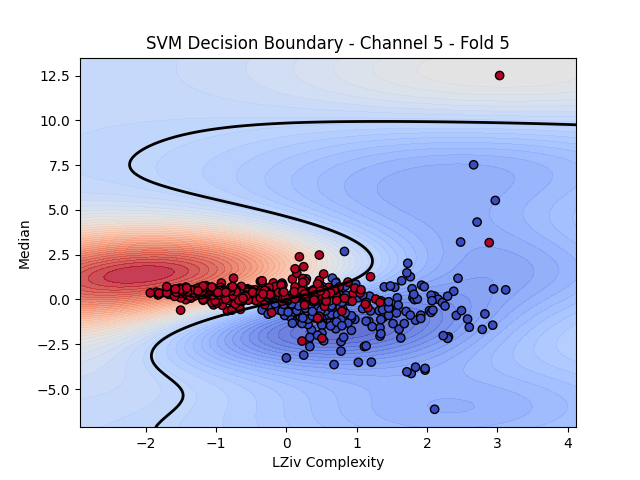 SVM Decision Boundary - Channel 5 - Fold 5
12.5
10.0
7.5
5.0
2.5
0.0
−2.5
−5.0
Median
−2 −1 0 1 2 3 4
LZiv Complexity